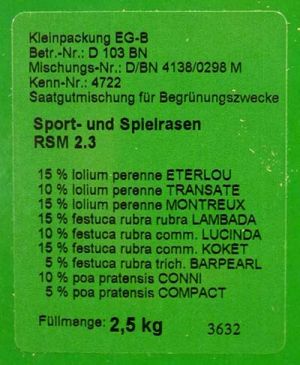 Kleinpackung EG-B
Betr.-Nr.: D 103 BN
Mischungs-Nr.: D/BN 4138/0298 M
Kenn-Nr.: 4722
Saatgutmischung für Begrünungszwecke
Sport- und Spielrasen
RSM 2.3
15 % lolium perenne ETERLOU
10 % lolium perenne TRANSATE
15 % lolium perenne MONTREUX
15 % festuca rubra rubra LAMBADA
10 % festuca rubra comm. LUCINDA
15 % festuca rubra comm. KOKET
5 % festuca rubra trich. BARPEARL
10 % poa pratensis CONNI
5 % poa pratensis COMPACT
Füllmenge: 2,5 kg 3632